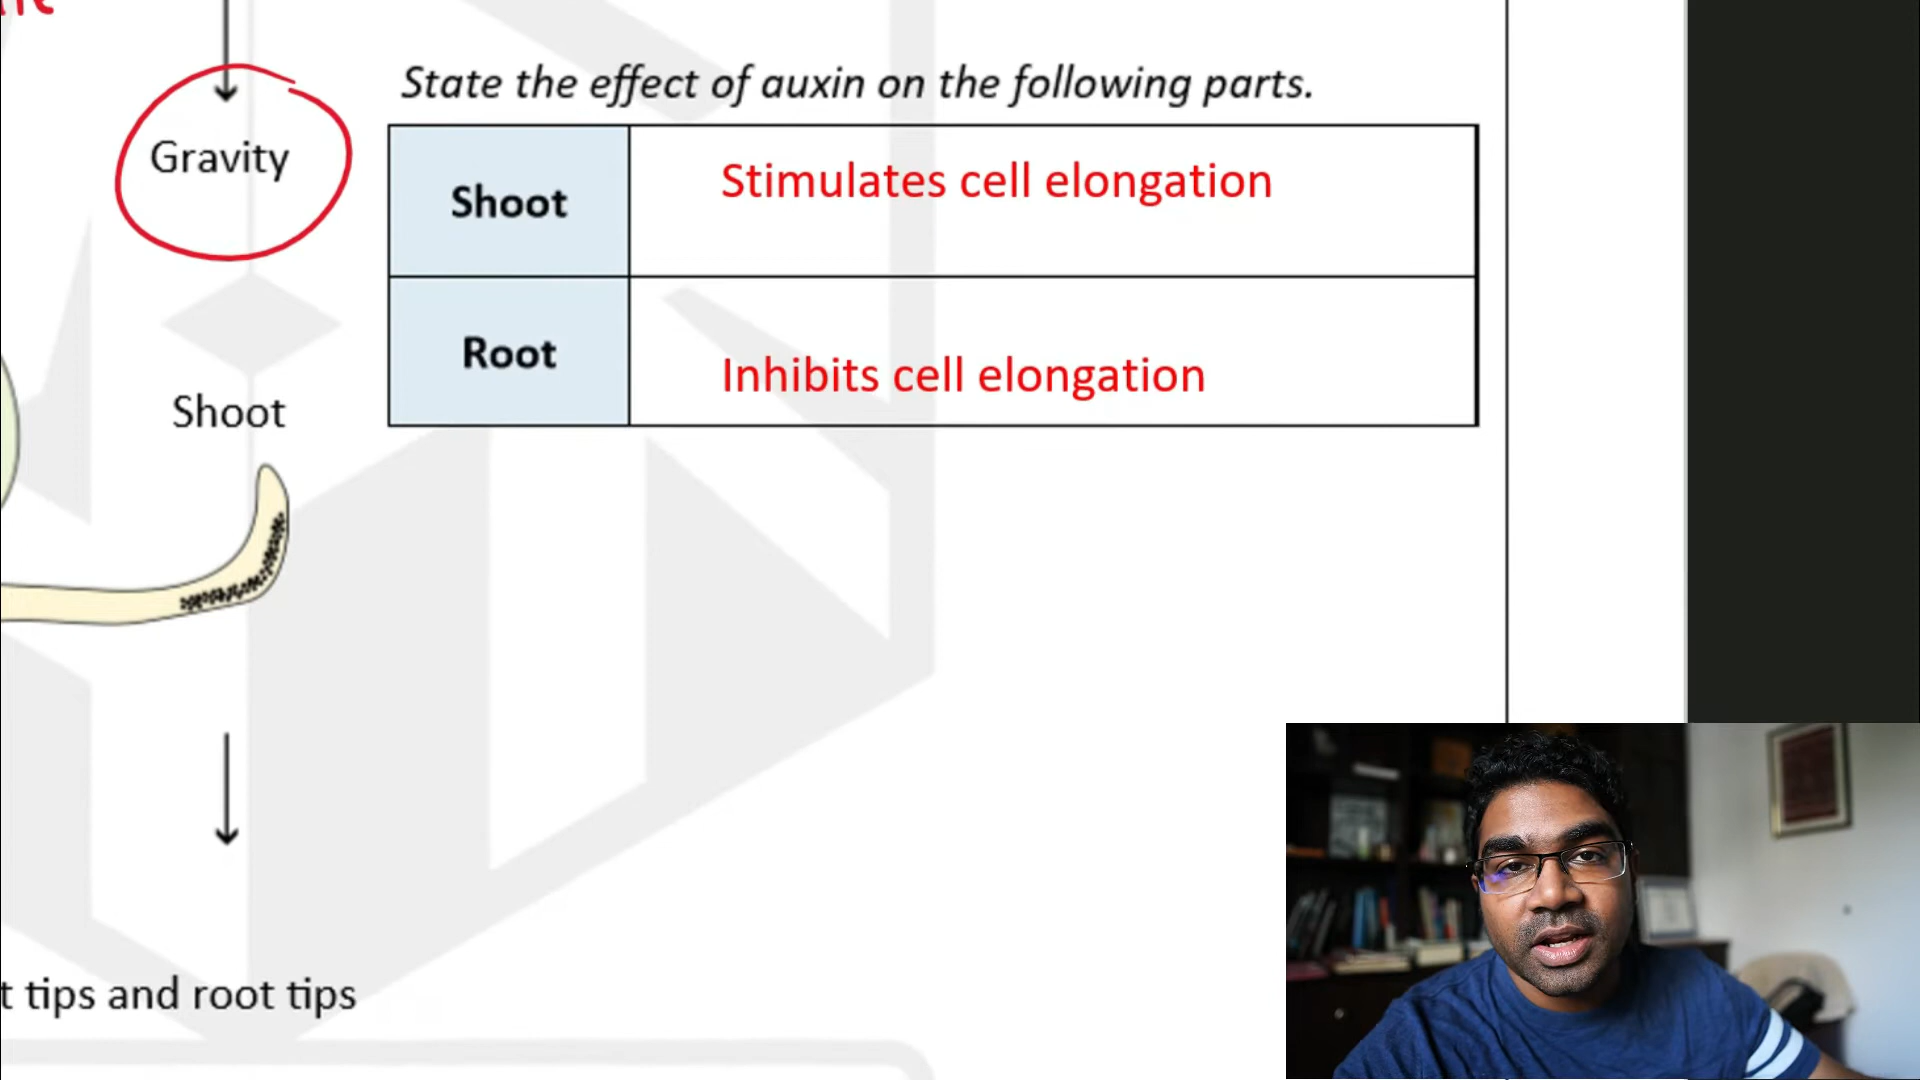 Gravity
State the effect of auxin on the following parts.
Shoot
Stimulates cell elongation
Root
Inhibits cell elongation
Shoot
tips and root tips